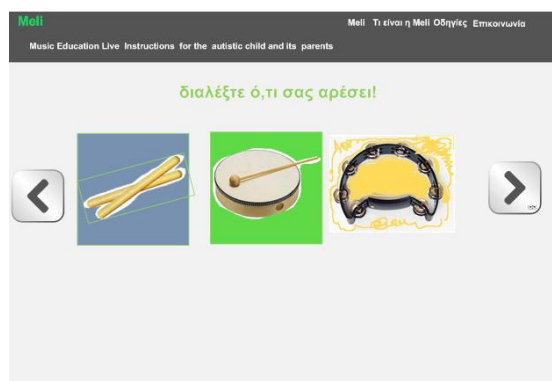 Meli
Meli Τι είναι η Meli Οδηγίες Επικοινωνία
Music Education Live Instructions for the autistic child and its parents
διαλέξτε ό,τι σας αρέσει!